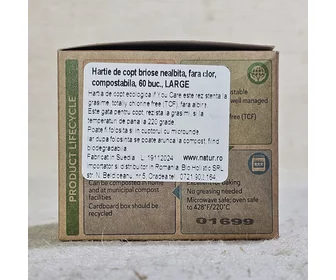 PRODUCT LIFECYCLE
Hartie de copt briose nealbita, fara clor,
compostabila, 60 buc., LARGE
Hartia de copt ecologica If You Care este rezistenta la
grasime, totally chlorine free (TCF), fara albire.
Este gata pentru copt, rezista la grasimi si la
temperaturi de pana la 220 grade.
Poate fi folosita si in cuptorul cu microunde
iar dupa folosinta se poate arunca la compost, fiind
biodegradabila
Fabricat in Suedia L: 19112024 www.natur.ro
Importator si distribuitor in Romania: Bio Holistic SRL
str. N. Beldiceanu, nr.5, Oradea tel.: 0721.901.164
well managed
free (TCF)
Can be composted in home
and at municipal compost
facilities
Cardboard box should be
recycled
Excellent for baking
No greasing needed
Microwave safe; oven safe
to 428°F/220°C
01699